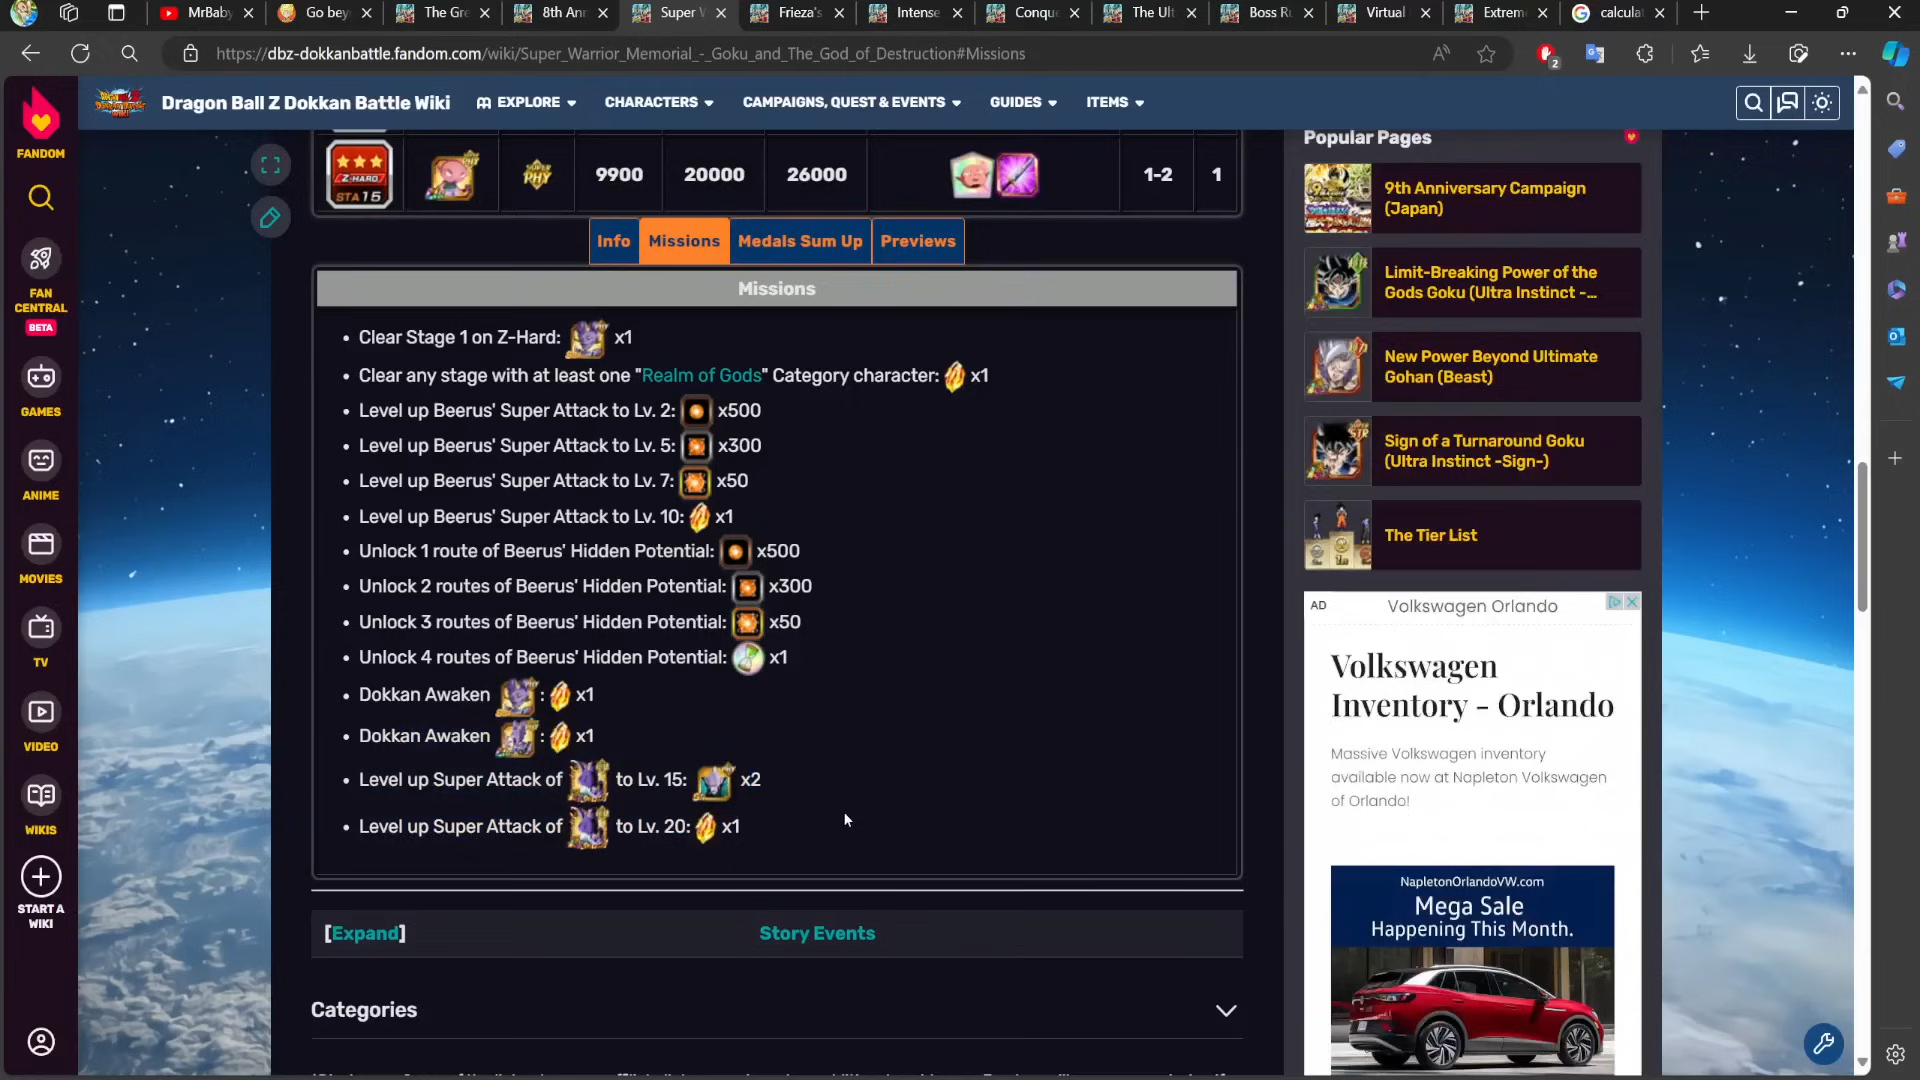 MrBaby
Go bey
The Gr
8th Ann
Super W
Frieza's
Intense
Conque
The Ult
Boss Ru
Virtual
Extreme
calculat
https://dbz-dokkanbattle.fandom.com/wiki/Super_Warrior_Memorial_-_Goku_and_The_God_of_Destruction#Missions
2
Dragon Ball Z Dokkan Battle Wiki
EXPLORE
CHARACTERS
CAMPAIGNS, QUEST & EVENTS
GUIDES
ITEMS
FANDOM
FAN CENTRAL
BETA
GAMES
ANIME
MOVIES
TV
VIDEO
WIKIS
START A WIKI
Z-HARD
STA 15
SUPER
PHY
9900
20000
26000
1-2
1
Info
Missions
Medals Sum Up
Previews
Missions
Clear Stage 1 on Z-Hard: x1
Clear any stage with at least one "Realm of Gods" Category character: x1
Level up Beerus' Super Attack to Lv. 2: x500
Level up Beerus' Super Attack to Lv. 5: x300
Level up Beerus' Super Attack to Lv. 7: x50
Level up Beerus' Super Attack to Lv. 10: x1
Unlock 1 route of Beerus' Hidden Potential: x500
Unlock 2 routes of Beerus' Hidden Potential: x300
Unlock 3 routes of Beerus' Hidden Potential: x50
Unlock 4 routes of Beerus' Hidden Potential: x1
Dokkan Awaken : x1
Dokkan Awaken : x1
Level up Super Attack of to Lv. 15: x2
Level up Super Attack of to Lv. 20: x1
[Expand]
Story Events
Categories
Popular Pages
9th Anniversary Campaign
(Japan)
Limit-Breaking Power of the
Gods Goku (Ultra Instinct -...
New Power Beyond Ultimate
Gohan (Beast)
Sign of a Turnaround Goku
(Ultra Instinct -Sign-)
The Tier List
AD
Volkswagen Orlando
Volkswagen
Inventory - Orlando
Massive Volkswagen inventory
available now at Napleton Volkswagen
of Orlando!
NapletonOrlandoVW.com
Mega Sale
Happening This Month.